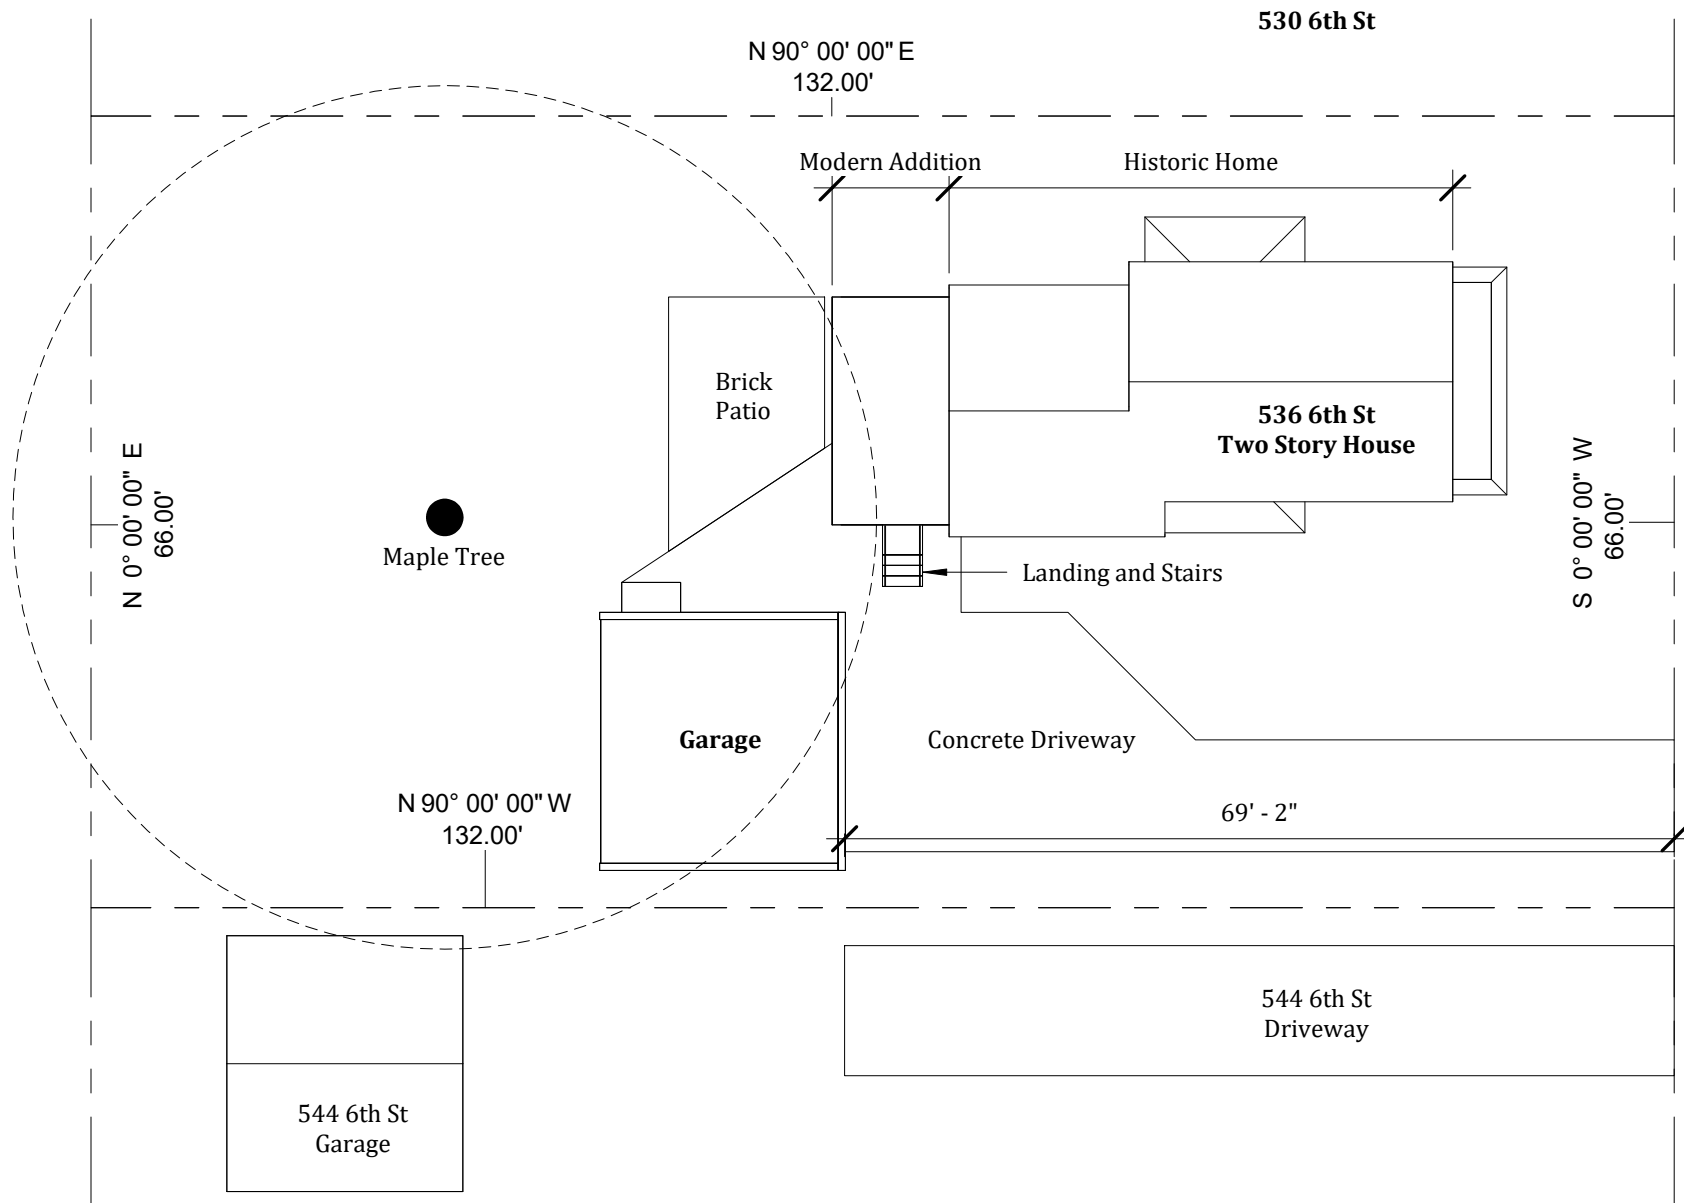 530 6th St
N 90° 00' 00" E
132.00'
Modern Addition
Historic Home
Brick
Patio
536 6th St
Two Story House
N 0° 00' 00" E
66.00'
S 0° 00' 00" W
66.00'
Maple Tree
Landing and Stairs
Garage
Concrete Driveway
N 90° 00' 00" W
132.00'
69' - 2"
544 6th St
Driveway
544 6th St
Garage